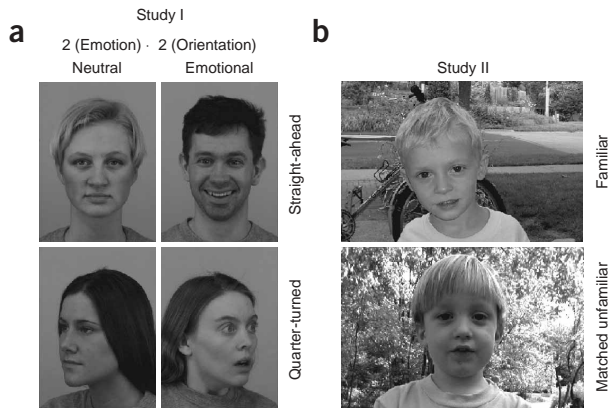 a
Study I
2 (Emotion) · 2 (Orientation)
Neutral Emotional
Straight-ahead
Quarter-turned
b
Study II
Familiar
Matched unfamiliar